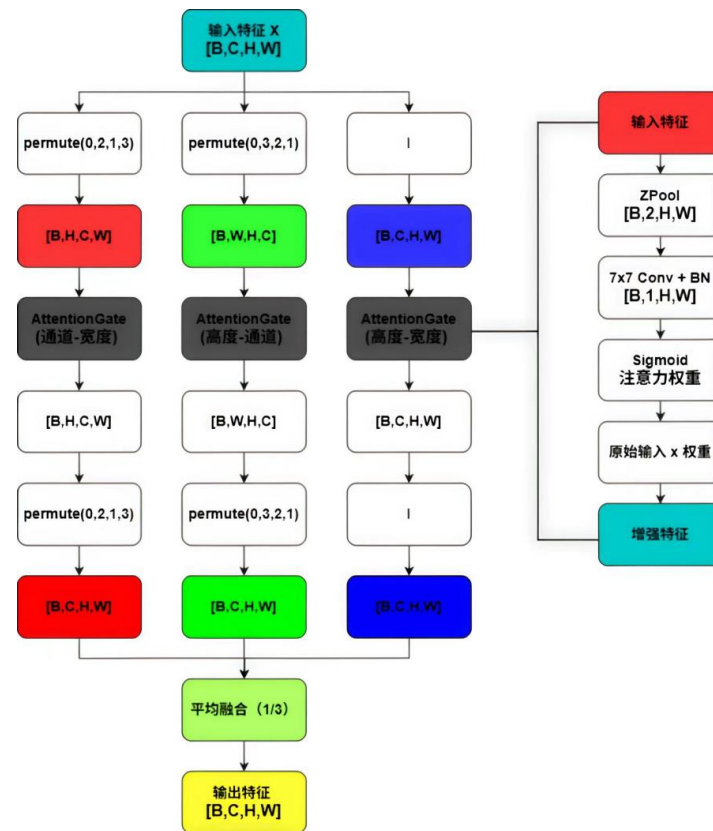 输入特征 X
[B,C,H,W]
permute(0,2,1,3)
permute(0,3,2,1)
I
[B,H,C,W]
[B,W,H,C]
[B,C,H,W]
AttentionGate
(通道-宽度)
AttentionGate
(高度-通道)
AttentionGate
(高度-宽度)
[B,H,C,W]
[B,W,H,C]
[B,C,H,W]
permute(0,2,1,3)
permute(0,3,2,1)
I
[B,C,H,W]
[B,C,H,W]
[B,C,H,W]
平均融合（1/3）
输出特征
[B,C,H,W]
输入特征
ZPool
[B,2,H,W]
7x7 Conv + BN
[B,1,H,W]
Sigmoid
注意力权重
原始输入 x 权重
增强特征